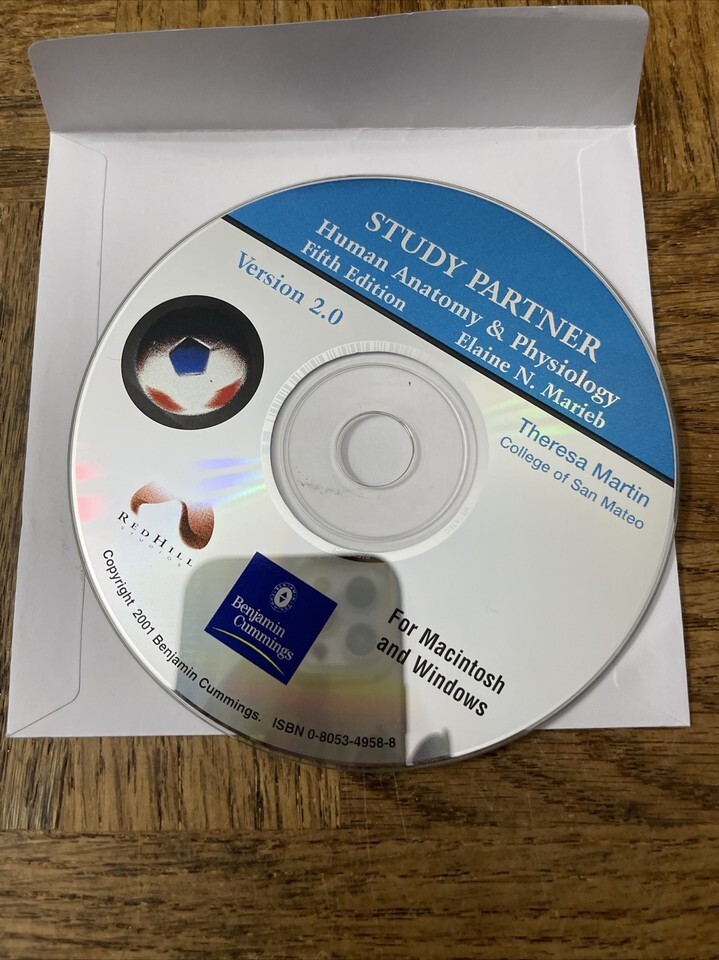 STUDY PARTNER
Human Anatomy & Physiology
Fifth Edition
Elaine N. Marieb
Version 2.0
Theresa Martin
College of San Mateo
RED HILL
STUDIOS
Benjamin
Cummings
For Macintosh
and Windows
Copyright 2001 Benjamin Cummings. ISBN 0-8053-4958-8